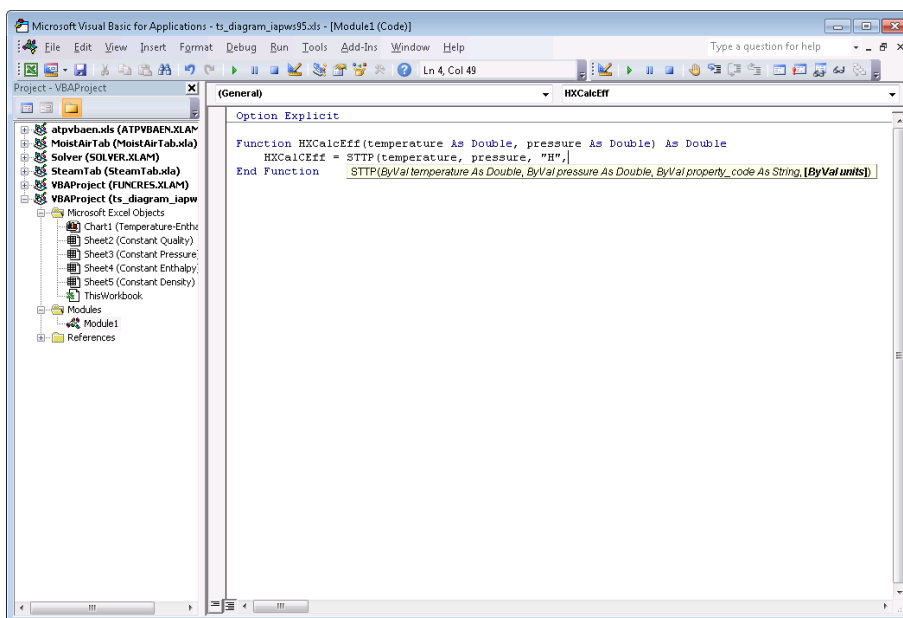 Microsoft Visual Basic for Applications - ts_diagram_iapws95.xls - [Module1 (Code)]
File Edit View Insert Format Debug Run Tools Add-Ins Window Help
Type a question for help
Ln 4, Col 49
Project - VBAProject
(General)
HXCalcEff
atpvbaen.xls (ATPVBAEN.XLAM
MoistAirTab (MoistAirTab.xla)
Solver (SOLVER.XLAM)
SteamTab (SteamTab.xla)
VBAProject (FUNCRES.XLAM)
VBAProject (ts_diagram_iapw
Microsoft Excel Objects
Chart1 (Temperature-Entha
Sheet2 (Constant Quality)
Sheet3 (Constant Pressure)
Sheet4 (Constant Enthalpy)
Sheet5 (Constant Density)
ThisWorkbook
Modules
Module1
References
Option Explicit
Function HXCalcEff(temperature As Double, pressure As Double) As Double
HXCalCEff = STTP(temperature, pressure, "H",
End Function
STTP(ByVal temperature As Double, ByVal pressure As Double, ByVal property_code As String, [ByVal units])